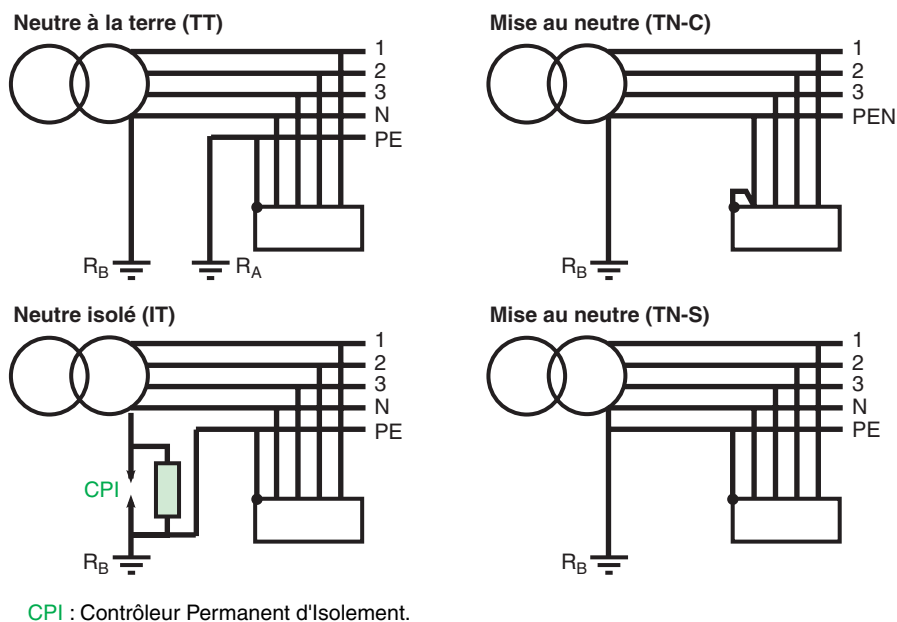 Neutre à la terre (TT)
1
2
3
N
PE
R_B
R_A
Mise au neutre (TN-C)
1
2
3
PEN
R_B
Neutre isolé (IT)
1
2
3
N
PE
CPI
R_B
Mise au neutre (TN-S)
1
2
3
N
PE
R_B
CPI : Contrôleur Permanent d'Isolement.